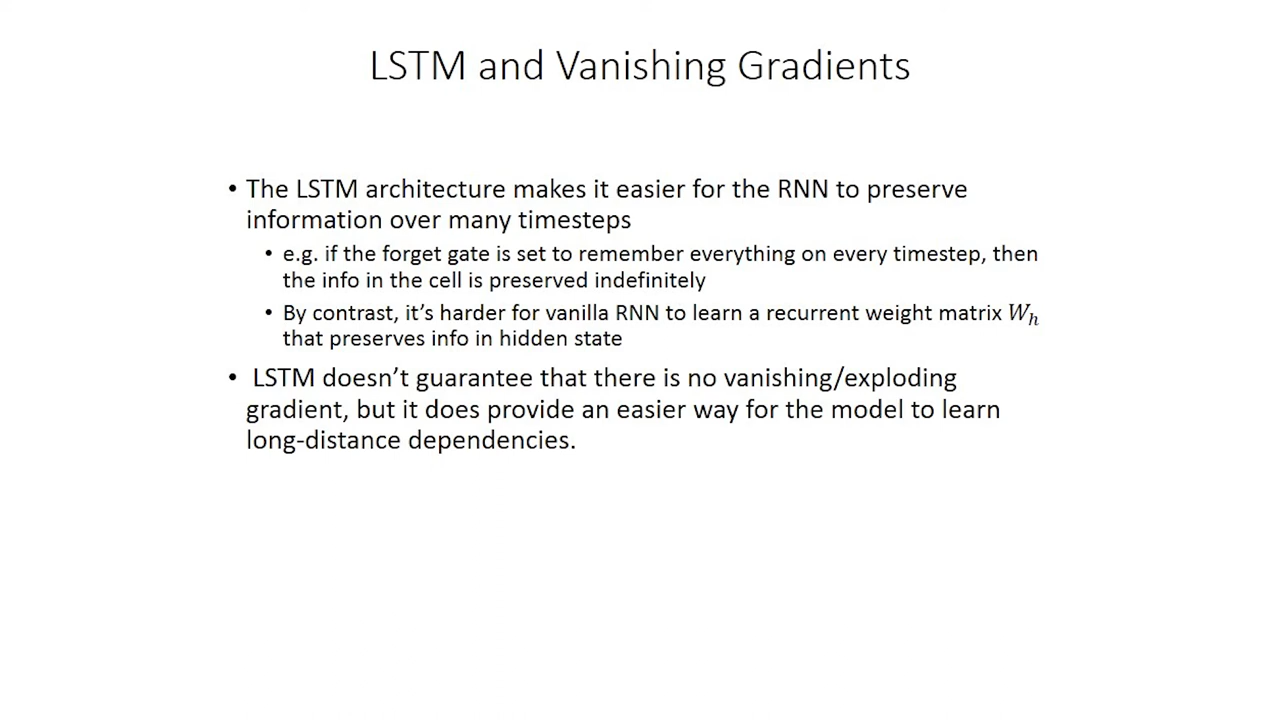 LSTM and Vanishing Gradients
• The LSTM architecture makes it easier for the RNN to preserve
information over many timesteps
• e.g. if the forget gate is set to remember everything on every timestep, then
the info in the cell is preserved indefinitely
• By contrast, it’s harder for vanilla RNN to learn a recurrent weight matrix W_h
that preserves info in hidden state
• LSTM doesn’t guarantee that there is no vanishing/exploding
gradient, but it does provide an easier way for the model to learn
long-distance dependencies.